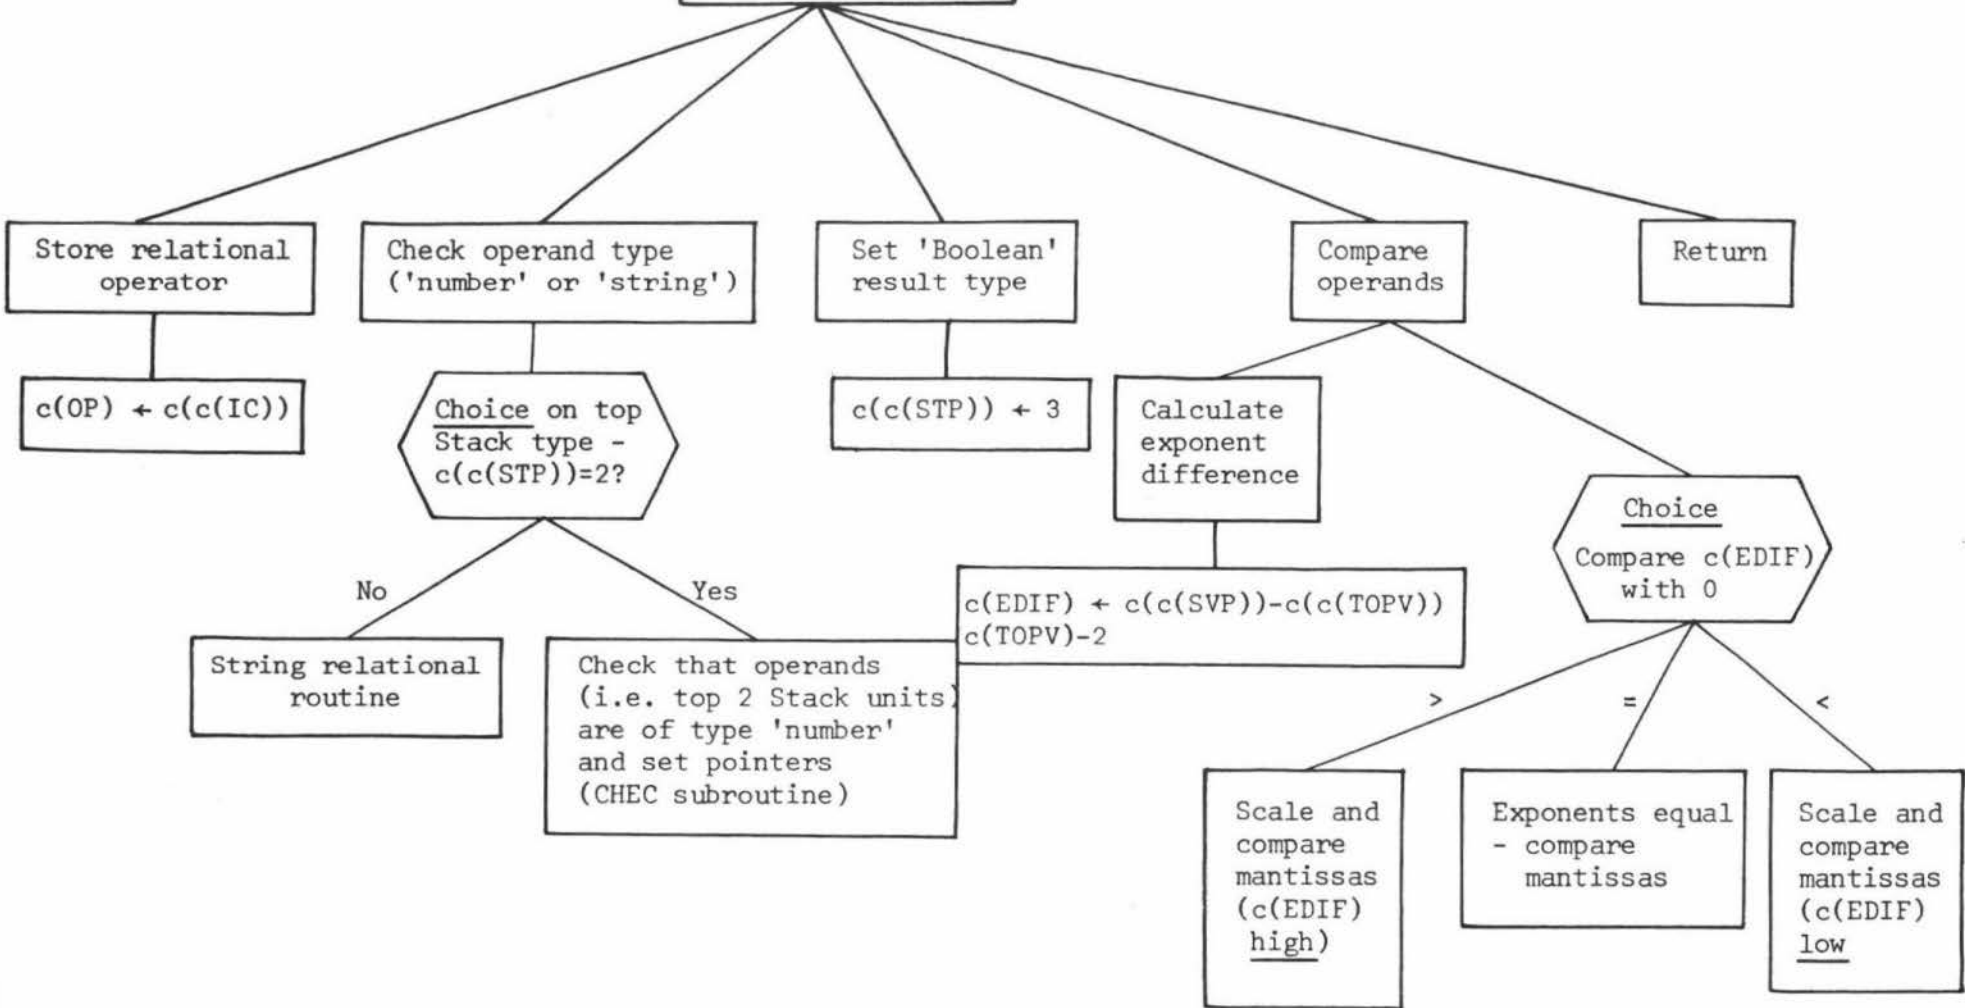 Store relational
operator
Check operand type
('number' or 'string')
Set 'Boolean'
result type
Compare
operands
Return
c(OP) ← c(c(IC))
Choice on top
Stack type -
c(c(STP))=2?
c(c(STP)) ← 3
Calculate
exponent
difference
Choice
Compare c(EDIF)
with 0
No
Yes
c(EDIF) ← c(c(SVP))-c(c(TOPV))
c(TOPV)-2
String relational
routine
Check that operands
(i.e. top 2 Stack units)
are of type 'number'
and set pointers
(CHEC subroutine)
>
=
<
Scale and
compare
mantissas
(c(EDIF)
high)
Exponents equal
- compare
mantissas
Scale and
compare
mantissas
(c(EDIF)
low